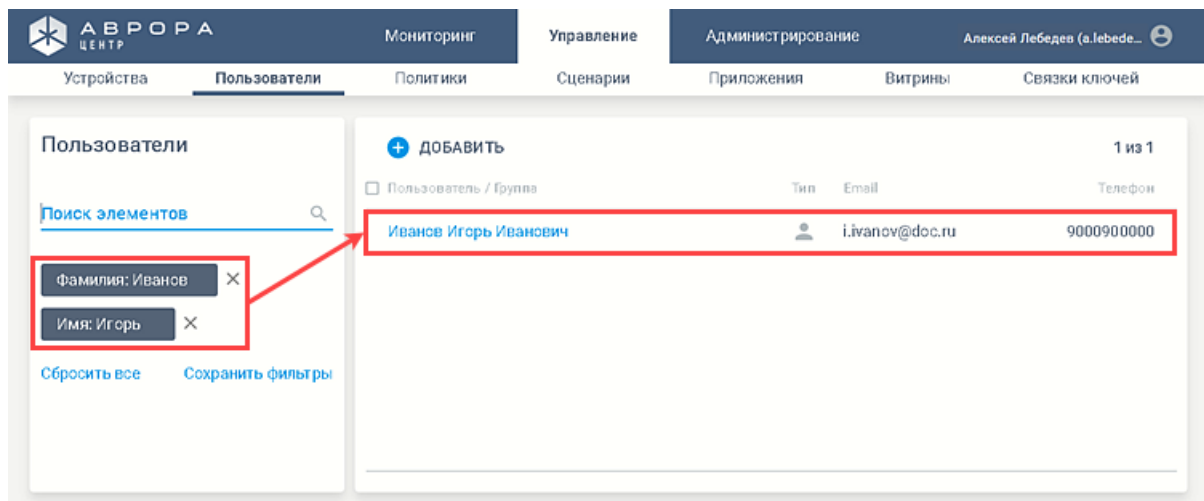 АВРОРА
ЦЕНТР
Мониторинг
Управление
Администрирование
Алексей Лебедев (a.lebede...
Устройства
Пользователи
Политики
Сценарии
Приложения
Витрины
Связки ключей
Пользователи
Поиск элементов
Фамилия: Иванов
Имя: Игорь
Сбросить все
Сохранить фильтры
ДОБАВИТЬ
1 из 1
Пользователь / Группа
Тип
Email
Телефон
Иванов Игорь Иванович
i.ivanov@doc.ru
9000900000